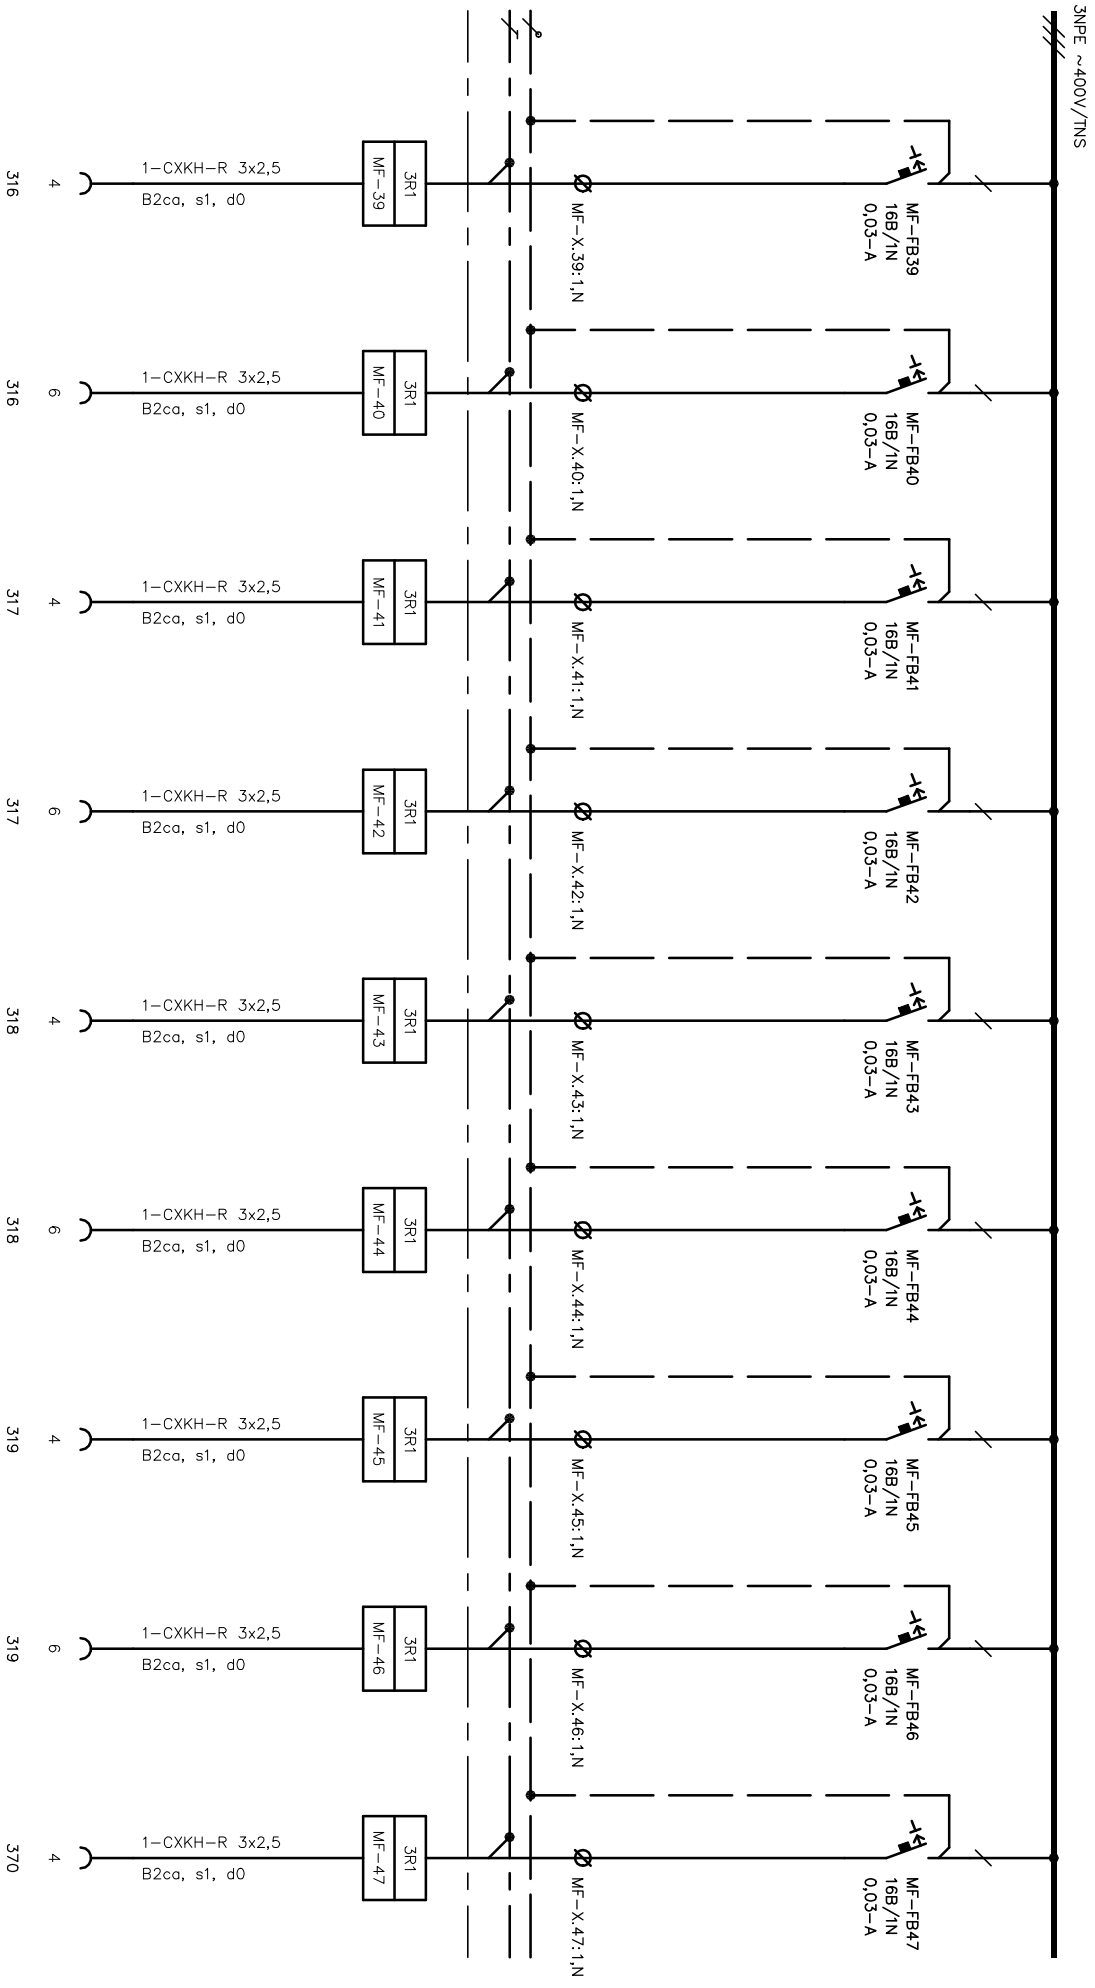 3NPE ~400V/TNS
MF-FB39
16B/1N
0,03-A
MF-X.39:1,N
3R1
MF-39
1-CXKH-R 3x2,5
B2ca, s1, d0
4
316
MF-FB40
16B/1N
0,03-A
MF-X.40:1,N
3R1
MF-40
1-CXKH-R 3x2,5
B2ca, s1, d0
6
316
MF-FB41
16B/1N
0,03-A
MF-X.41:1,N
3R1
MF-41
1-CXKH-R 3x2,5
B2ca, s1, d0
4
317
MF-FB42
16B/1N
0,03-A
MF-X.42:1,N
3R1
MF-42
1-CXKH-R 3x2,5
B2ca, s1, d0
6
317
MF-FB43
16B/1N
0,03-A
MF-X.43:1,N
3R1
MF-43
1-CXKH-R 3x2,5
B2ca, s1, d0
4
318
MF-FB44
16B/1N
0,03-A
MF-X.44:1,N
3R1
MF-44
1-CXKH-R 3x2,5
B2ca, s1, d0
6
318
MF-FB45
16B/1N
0,03-A
MF-X.45:1,N
3R1
MF-45
1-CXKH-R 3x2,5
B2ca, s1, d0
4
319
MF-FB46
16B/1N
0,03-A
MF-X.46:1,N
3R1
MF-46
1-CXKH-R 3x2,5
B2ca, s1, d0
6
319
MF-FB47
16B/1N
0,03-A
MF-X.47:1,N
3R1
MF-47
1-CXKH-R 3x2,5
B2ca, s1, d0
4
370